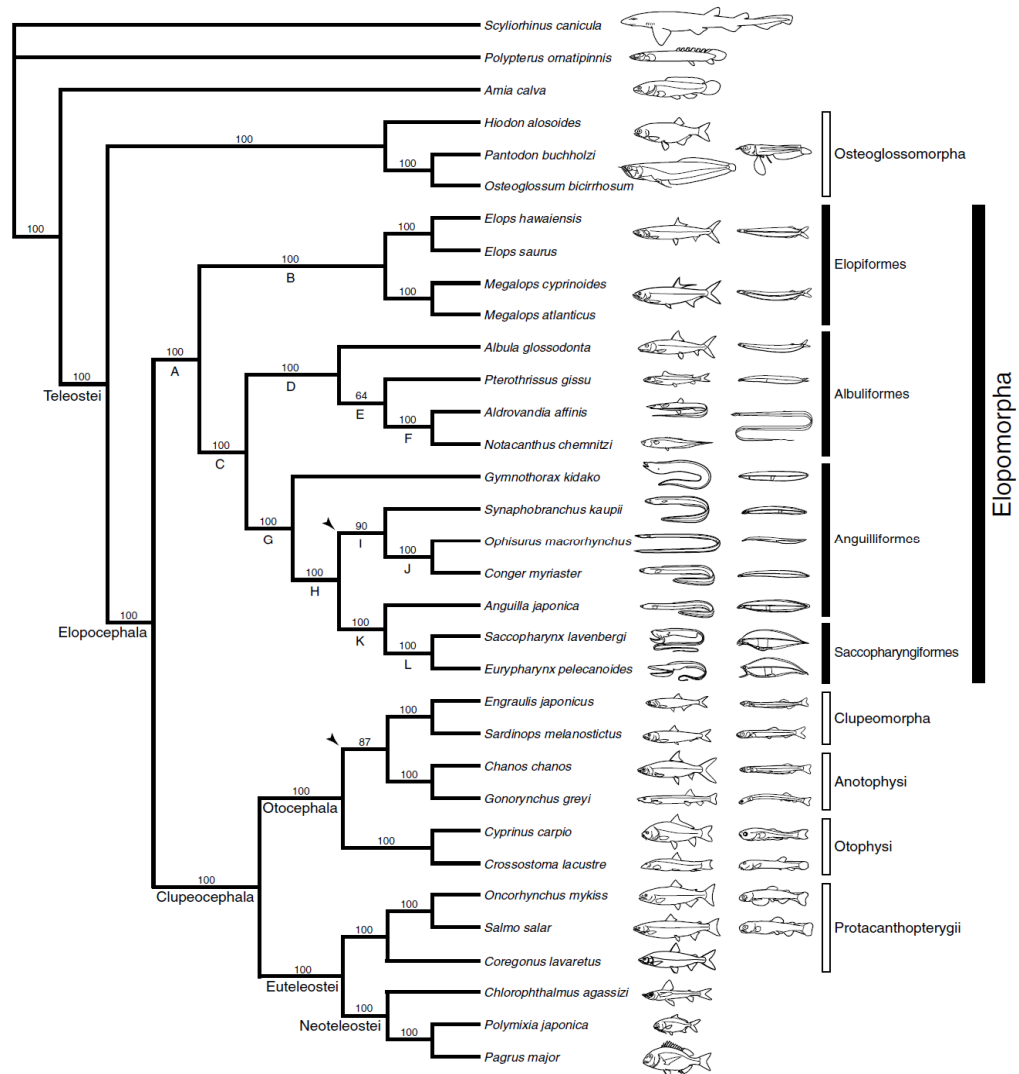 Scyliorhinus canicula
Polypterus ornatipinnis
Amia calva
Hiodon alosoides
100
Pantodon buchholzi
Osteoglossomorpha
100
Osteoglossum bicirrhosum
Elops hawaiensis
100
100
Elops saurus
Elopiformes
100
B
Megalops cyprinoides
100
Megalops atlanticus
Albula glossodonta
100
A
100
D
Pterothrissus gissu
Albuliformes
64
E
100
Teleostei
Aldrovandia affinis
100
F
Notacanthus chemnitzi
100
C
Elopomorpha
Gymnothorax kidako
Synaphobranchus kaupii
90
I
100
G
Ophisurus macrorhynchus
Anguilliformes
100
J
Conger myriaster
100
H
Anguilla japonica
100
K
100
Elopocephala
Saccopharynx lavenbergi
100
L
Saccopharyngiformes
Eurypharynx pelecanoides
Engraulis japonicus
100
Clupeomorpha
Sardinops melanostictus
87
Chanos chanos
100
Anotophysi
Gonorynchus greyi
100
Otocephala
Cyprinus carpio
100
Otophysi
Crossostoma lacustre
100
Clupeocephala
Oncorhynchus mykiss
100
Salmo salar
Protacanthopterygii
100
Coregonus lavaretus
100
Euteleostei
Chlorophthalmus agassizi
100
Neoteleostei
Polymixia japonica
100
Pagrus major